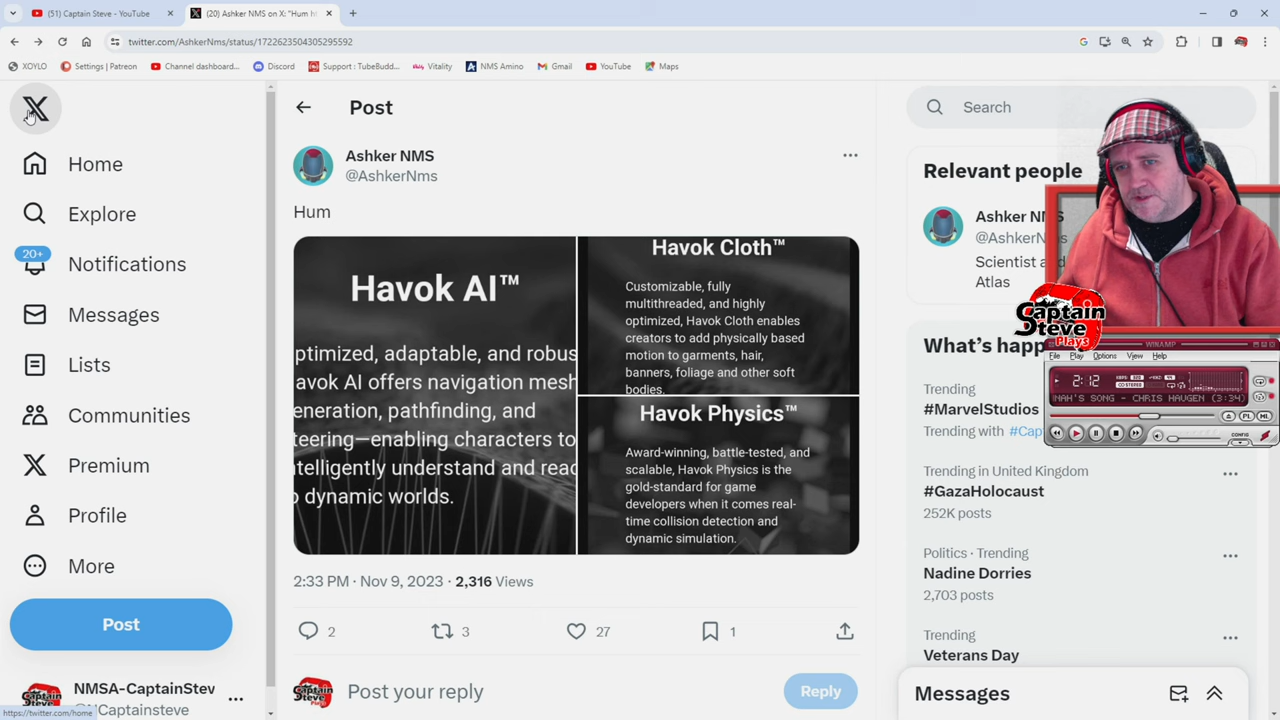 (51) Captain Steve - YouTube
(20) Ashker NMS on X: "Hum
twitter.com/AshkerNms/status/1722623504305295592
XOYLO
Settings | Patreon
Channel dashboard...
Discord
Support : TubeBudd...
Vitality
NMS Amino
Gmail
YouTube
Maps
Home
Explore
20+
Notifications
Messages
Lists
Communities
Premium
Profile
More
Post
NMSA-CaptainStev
Captainsteve
https://twitter.com/home
Post
Ashker NMS
@AshkerNms
Hum
Havok AI™
ptimized, adaptable, and robus
avok AI offers navigation mesh
eneration, pathfinding, and
teering—enabling characters to
ntelligently understand and reac
o dynamic worlds.
Havok Cloth™
Customizable, fully
multithreaded, and highly
optimized, Havok Cloth enables
creators to add physically based
motion to garments, hair,
banners, foliage and other soft
bodies.
Havok Physics™
Award-winning, battle-tested, and
scalable, Havok Physics is the
gold-standard for game
developers when it comes real-
time collision detection and
dynamic simulation.
2:33 PM · Nov 9, 2023 · 2,316 Views
2
3
27
1
Post your reply
Reply
Search
Relevant people
Ashker NMS
@AshkerNms
Scientist and
Atlas
What's happ
Trending
#MarvelStudios
Trending with #Cap
Trending in United Kingdom
#GazaHolocaust
252K posts
Politics · Trending
Nadine Dorries
2,703 posts
Trending
Veterans Day
Messages
Captain
Steve
Plays
WINAMP
File Play Options View Help
2:12
NAH'S SONG - CHRIS HAUGEN (3:34)